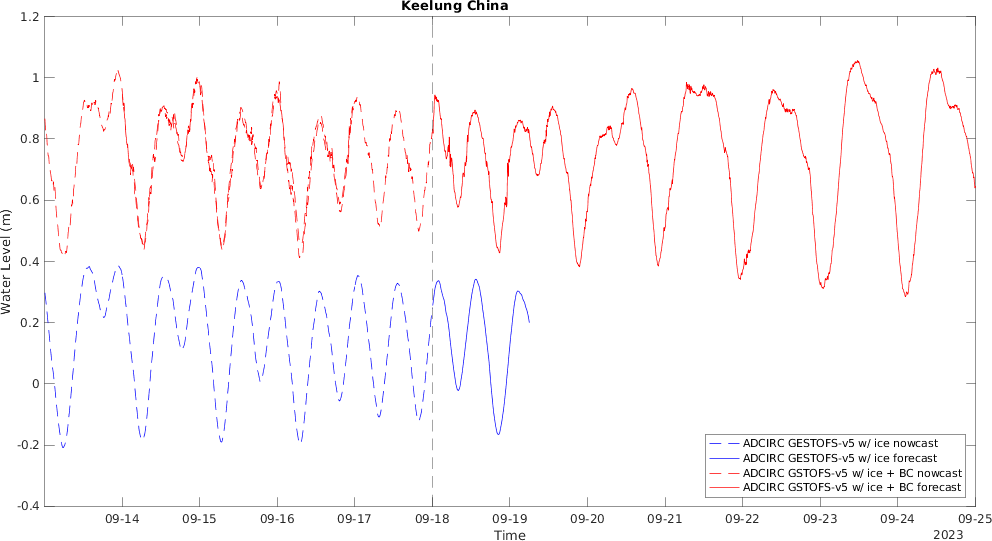 Keelung China
1.2
1
0.8
0.6
0.4
0.2
0
-0.2
-0.4
Water Level (m)
ADCIRC GESTOFS-v5 w/ ice nowcast
ADCIRC GESTOFS-v5 w/ ice forecast
ADCIRC GSTOFS-v5 w/ ice + BC nowcast
ADCIRC GSTOFS-v5 w/ ice + BC forecast
09-14 09-15 09-16 09-17 09-18 09-19 09-20 09-21 09-22 09-23 09-24 09-25
Time
2023